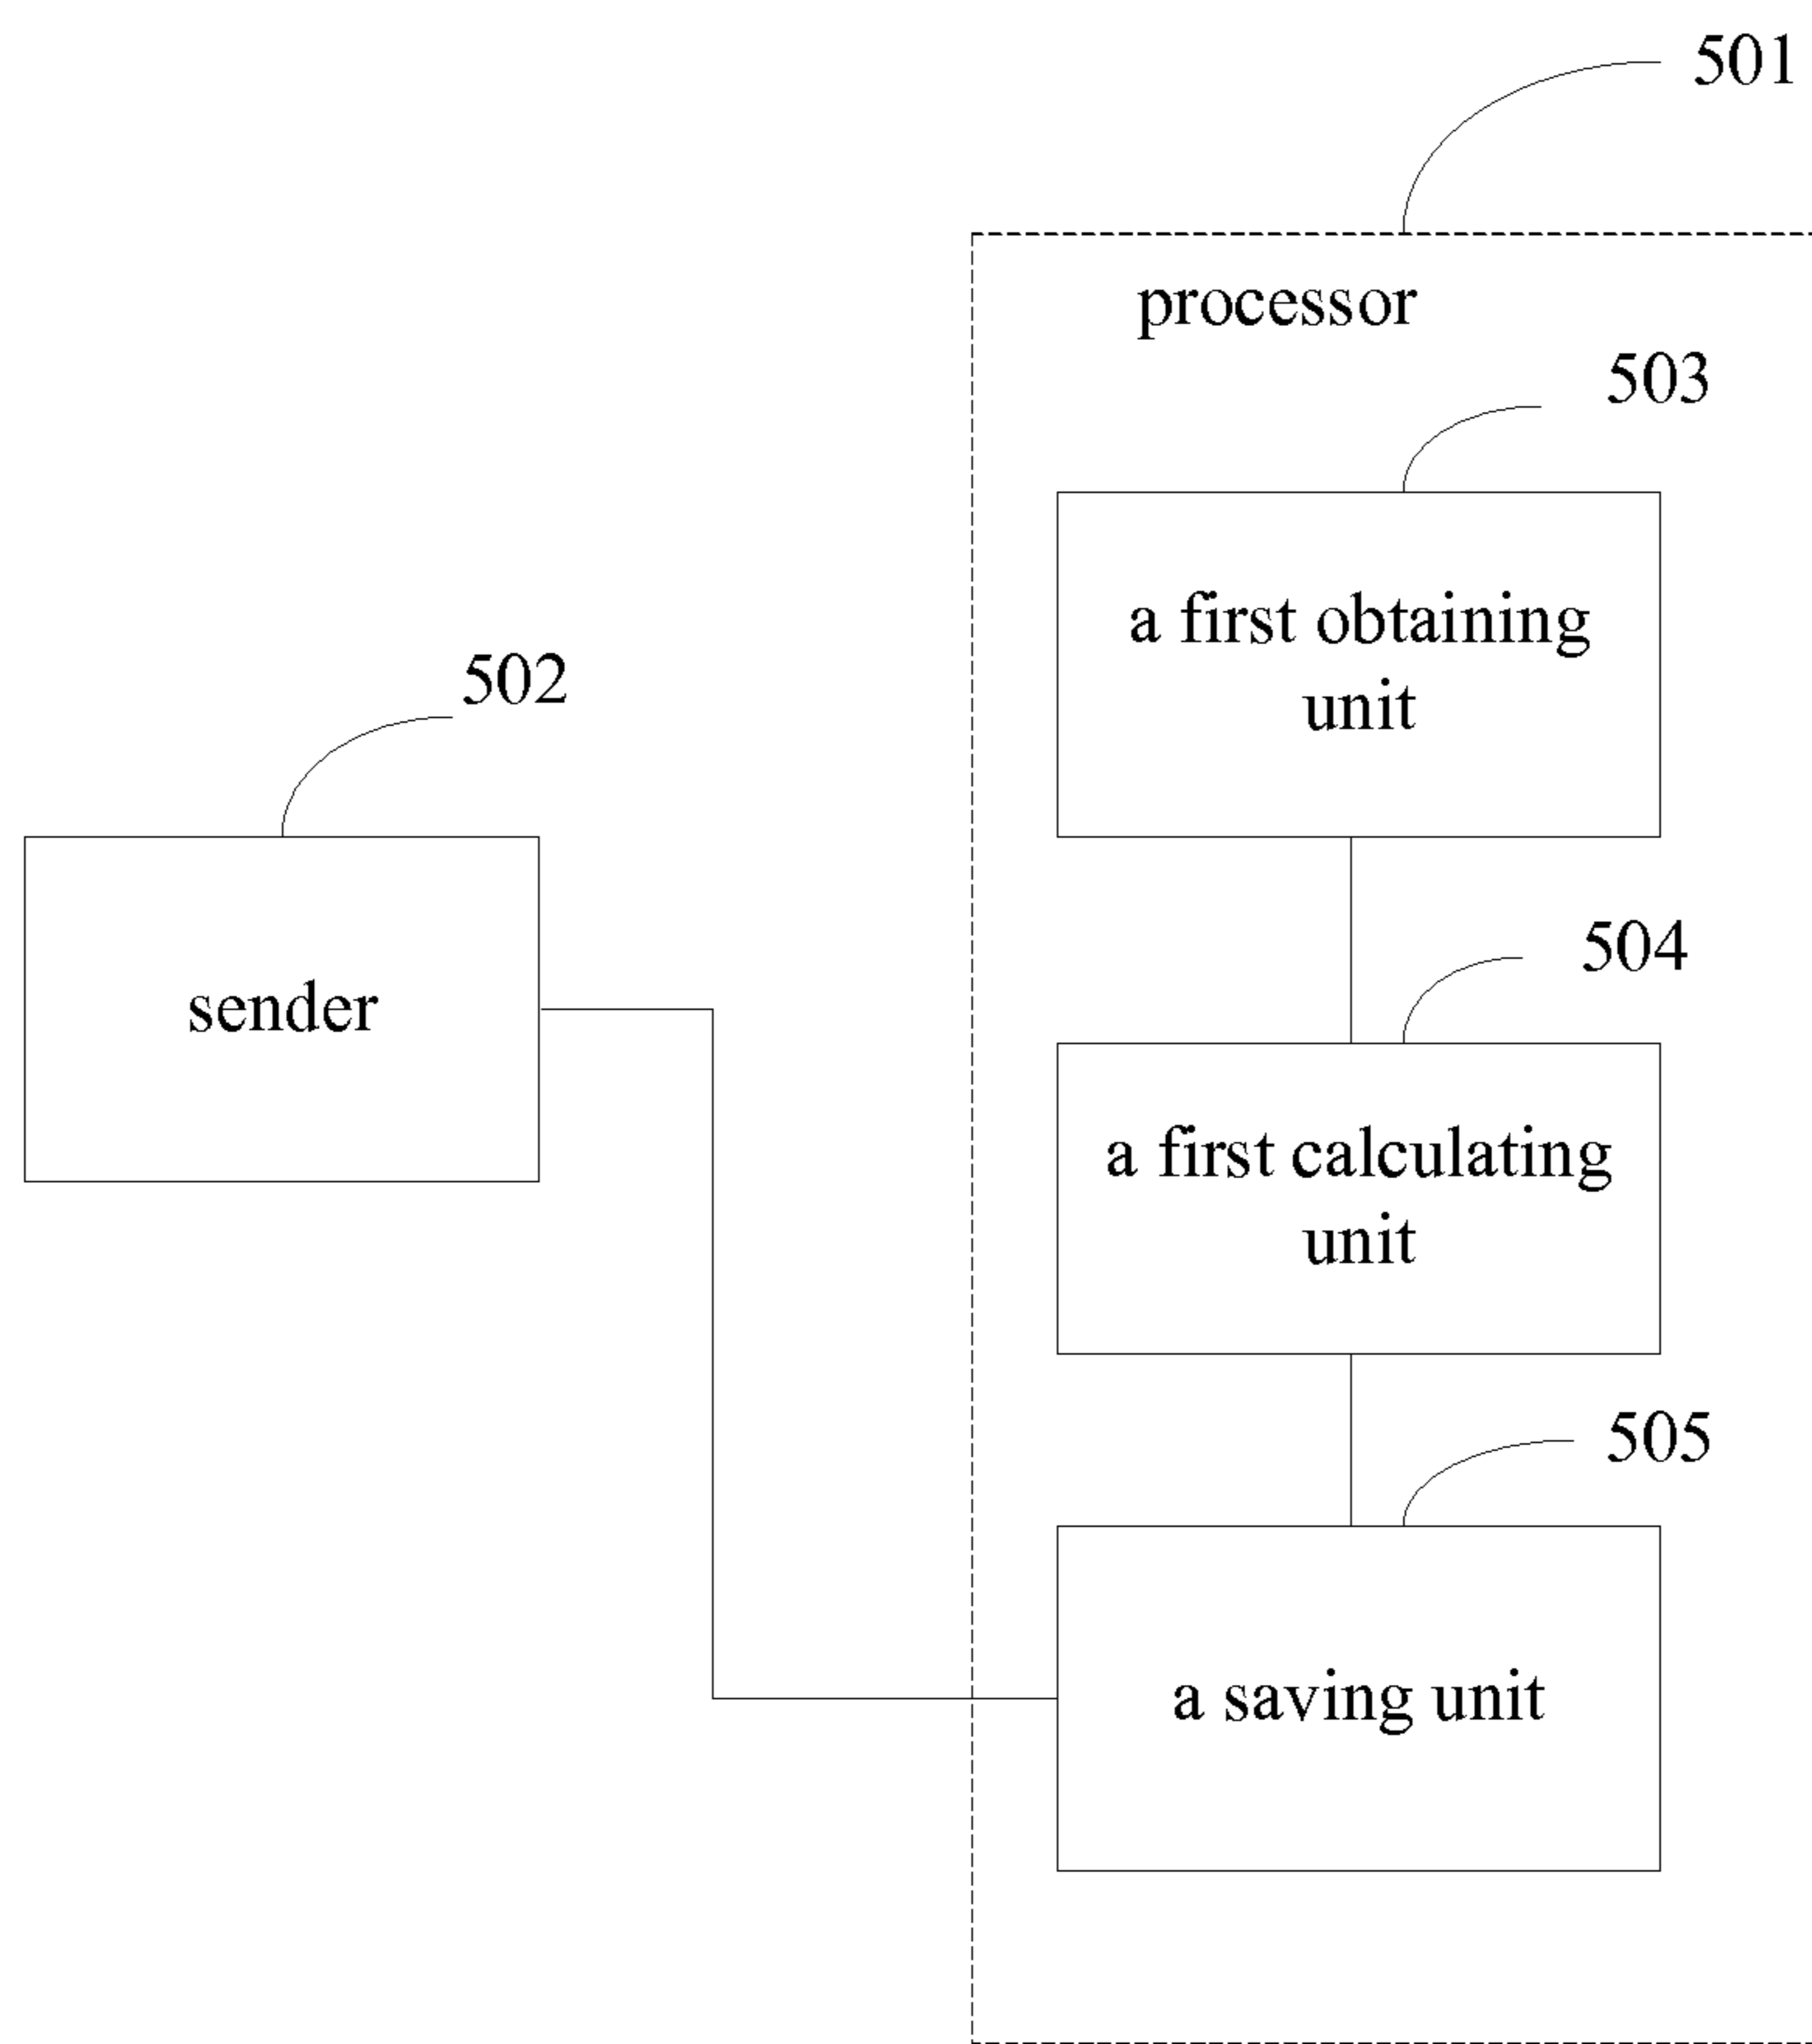 501
processor
503
a first obtaining
unit
502
504
sender
a first calculating
unit
505
a saving unit